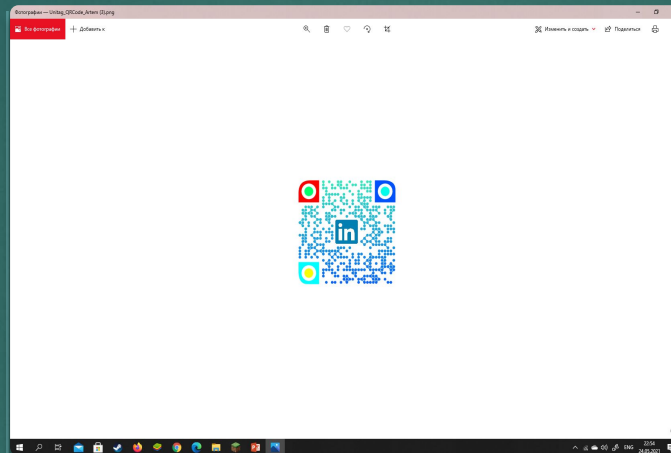 Фотографии — Unitag_QRCode_Artem (3).png
Все фотографии
Добавить к
Изменить и создать
Поделиться
in
ENG
22:54
24.05.2021